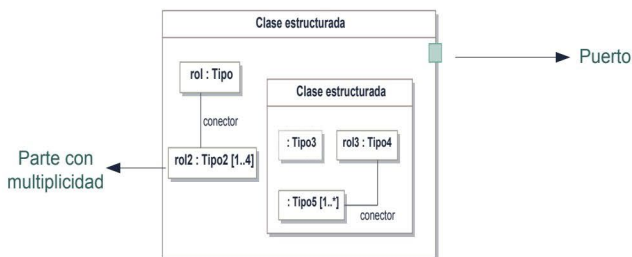 Clase estructurada
Puerto
rol : Tipo
Clase estructurada
conector
: Tipo3
rol3 : Tipo4
Parte con
multiplicidad
rol2 : Tipo2 [1..4]
: Tipo5 [1..*]
conector